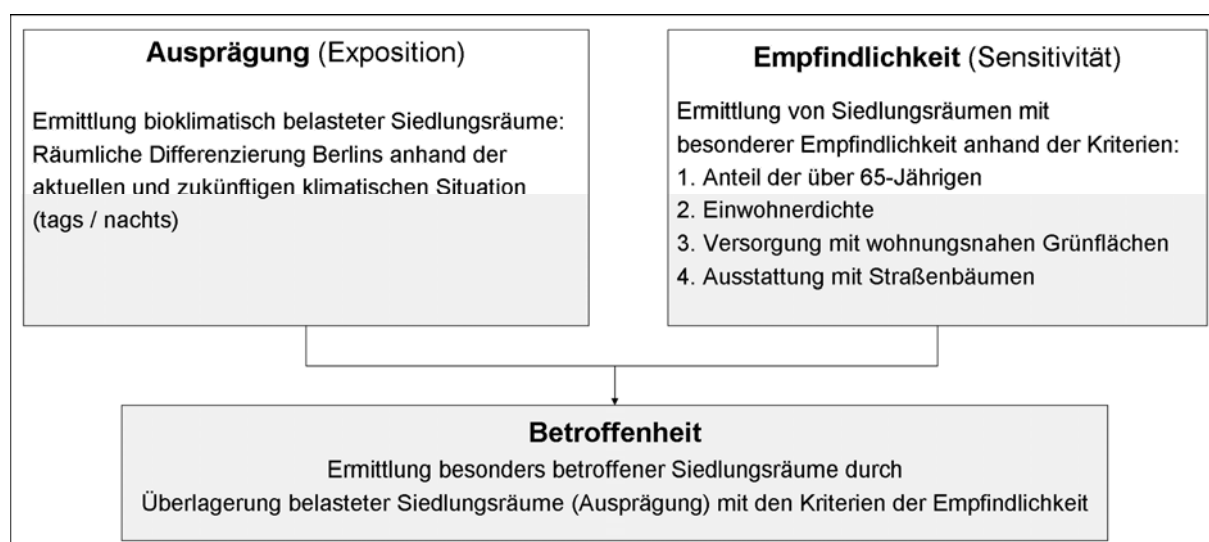 Ausprägung (Exposition)
Ermittlung bioklimatisch belasteter Siedlungsräume:
Räumliche Differenzierung Berlins anhand der
aktuellen und zukünftigen klimatischen Situation
(tags / nachts)
Empfindlichkeit (Sensitivität)
Ermittlung von Siedlungsräumen mit
besonderer Empfindlichkeit anhand der Kriterien:
1. Anteil der über 65-Jährigen
2. Einwohnerdichte
3. Versorgung mit wohnungsnahen Grünflächen
4. Ausstattung mit Straßenbäumen
Betroffenheit
Ermittlung besonders betroffener Siedlungsräume durch
Überlagerung belasteter Siedlungsräume (Ausprägung) mit den Kriterien der Empfindlichkeit